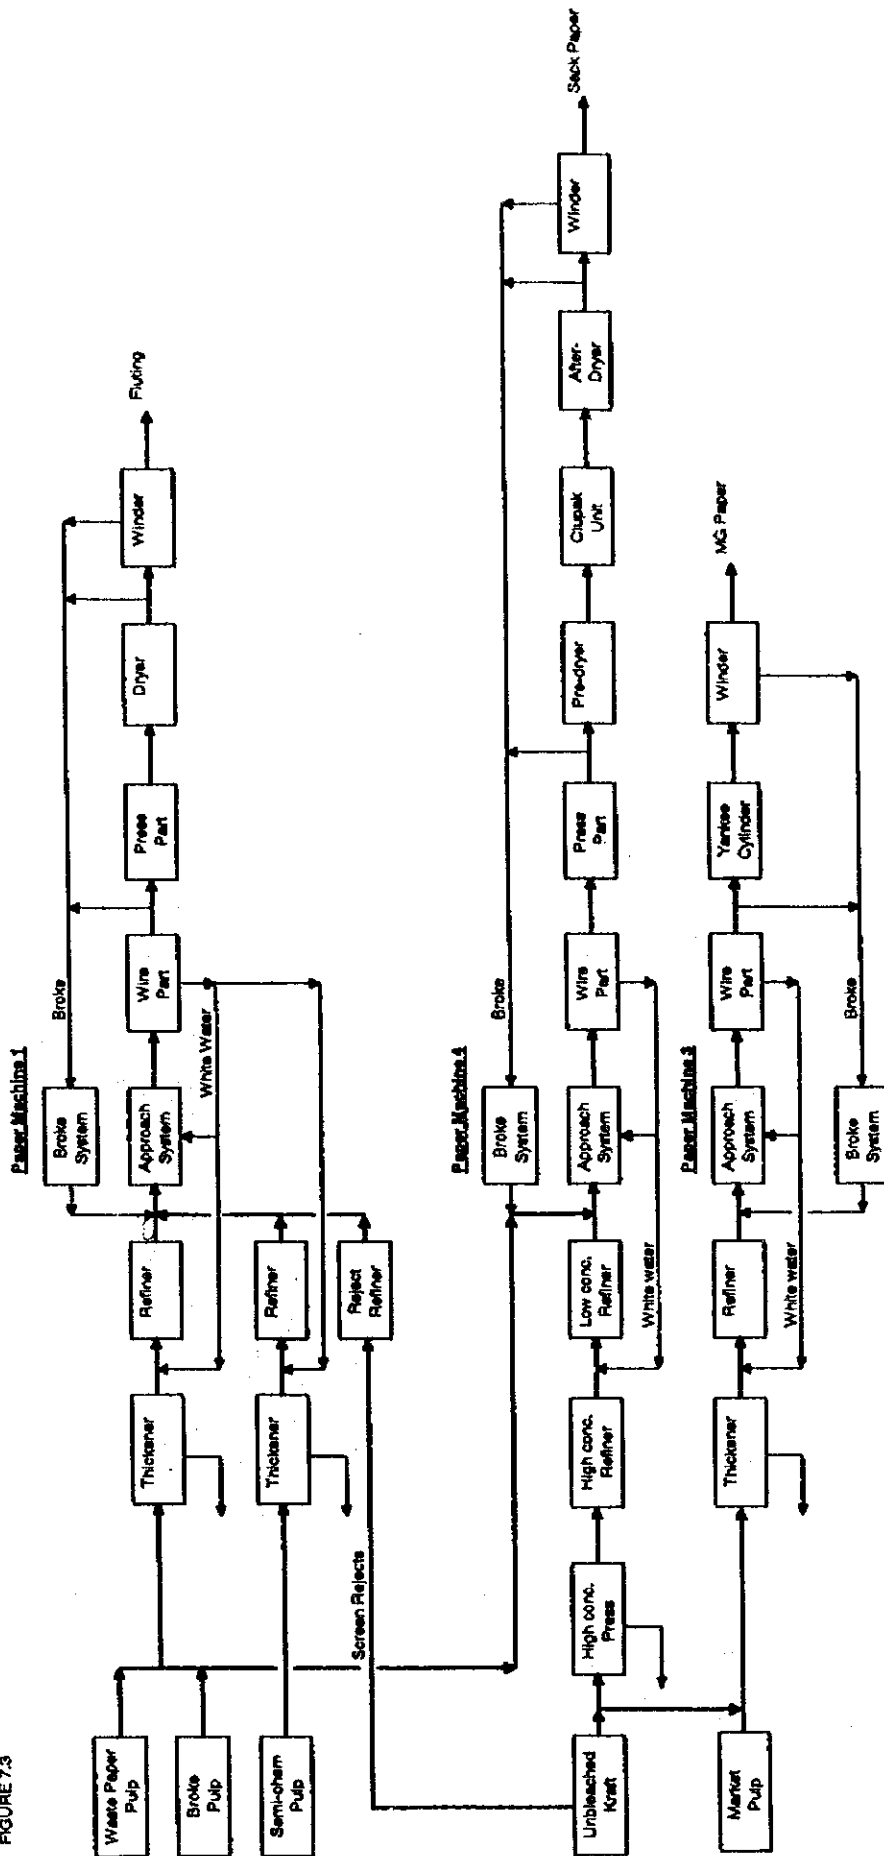 FIGURE 7.3
Paper Machine 1
Broke
Broke
System
Waste Paper
Pulp
Thickener
Refiner
Approach
System
Wire
Part
Press
Part
Dryer
Winder
Fluting
Broke
Pulp
White Water
Semi-chem
Pulp
Thickener
Refiner
Screen Rejects
Reject
Refiner
Paper Machine 4
Broke
Broke
System
Unbleached
Kraft
High conc.
Press
High conc.
Refiner
Low conc.
Refiner
Approach
System
Wire
Part
Press
Part
Pre-dryer
Clupak
Unit
After-
Dryer
Winder
Sack Paper
White water
Paper Machine 3
Market
Pulp
Thickener
Refiner
Approach
System
Wire
Part
Yankee
Cylinder
Winder
MG Paper
White water
Broke
Broke
System